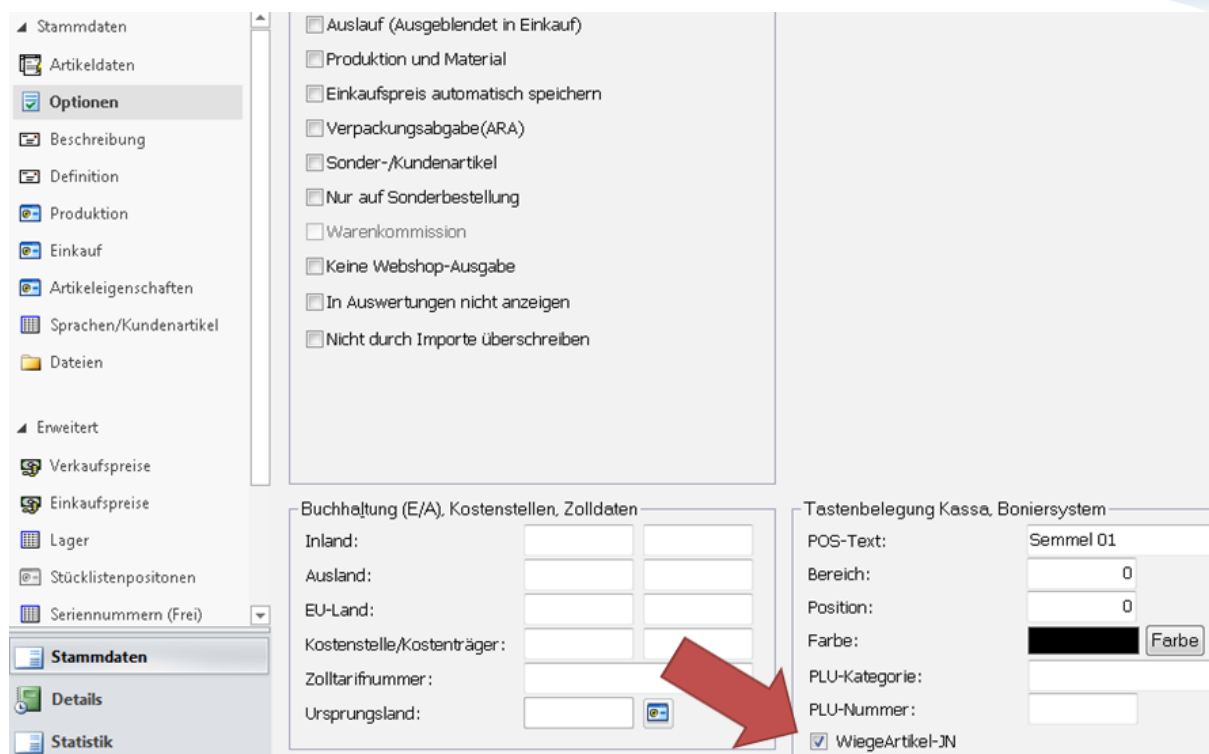 Stammdaten
Artikeldaten
Optionen
Beschreibung
Definition
Produktion
Einkauf
Artikeleigenschaften
Sprachen/Kundenartikel
Dateien
Erweitert
Verkaufspreise
Einkaufspreise
Lager
Stücklistenpositonen
Seriennummern (Frei)
Stammdaten
Details
Statistik
Auslauf (Ausgeblendet in Einkauf)
Produktion und Material
Einkaufspreis automatisch speichern
Verpackungsabgabe(ARA)
Sonder-/Kundenartikel
Nur auf Sonderbestellung
Warenkommission
Keine Webshop-Ausgabe
In Auswertungen nicht anzeigen
Nicht durch Importe überschreiben
Buchhaltung (E/A), Kostenstellen, Zolldaten
Inland:
Ausland:
EU-Land:
Kostenstelle/Kostenträger:
Zolltarifnummer:
Ursprungsland:
Tastenbelegung Kassa, Boniersystem
POS-Text: Semmel 01
Bereich: 0
Position: 0
Farbe: Farbe
PLU-Kategorie:
PLU-Nummer:
WiegeArtikel-JN